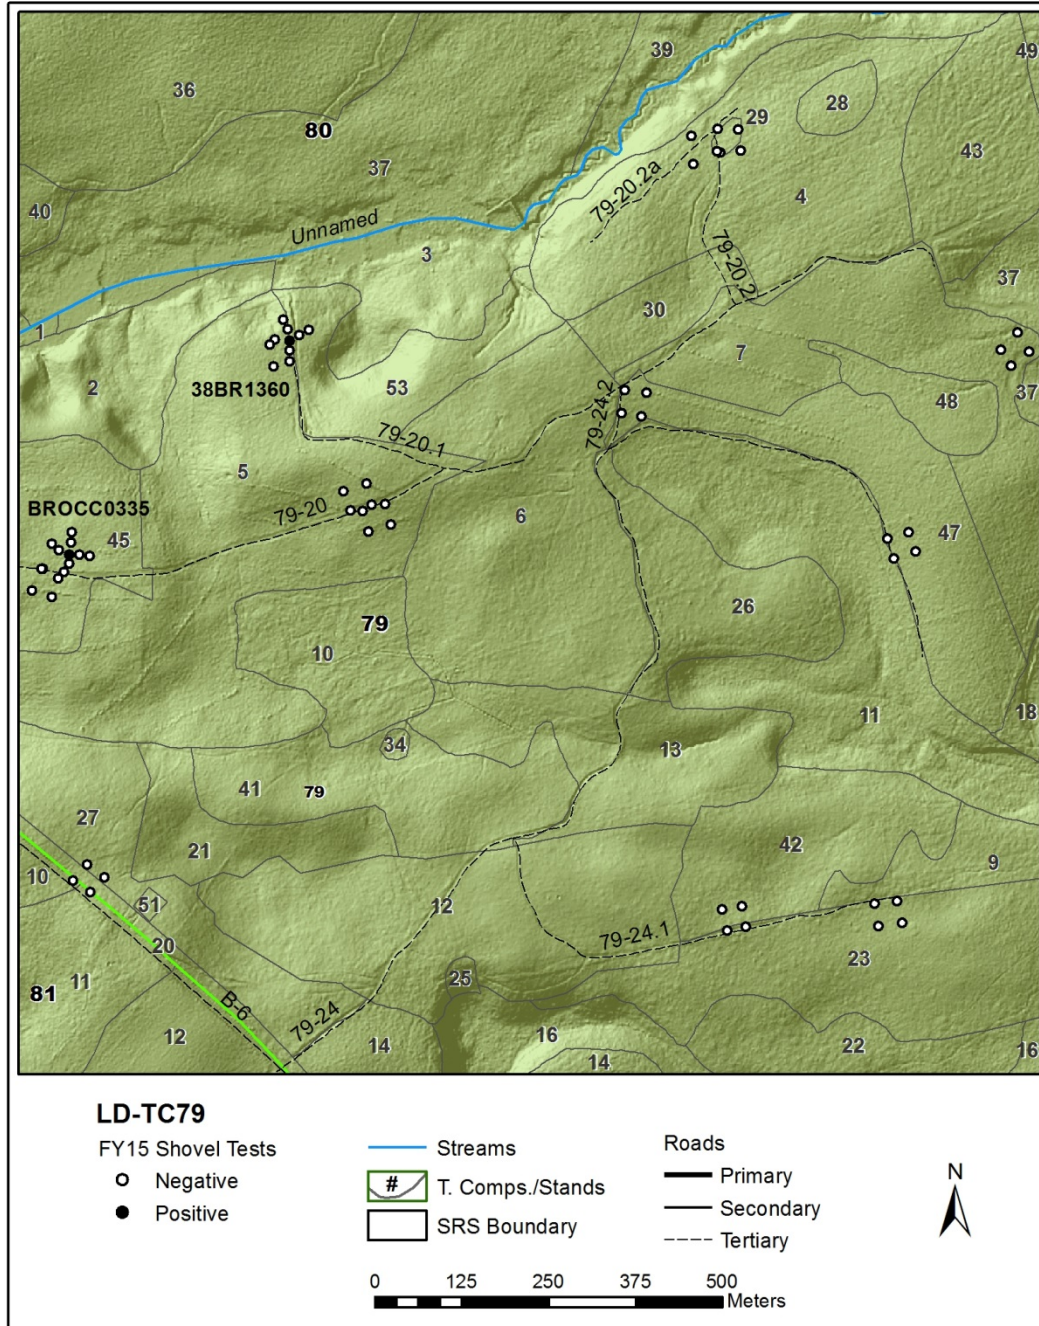 39
49
36
28
29
80
43
37
79-20.2a
4
40
Unnamed
3
79-20.2
37
30
1
7
38BR1360
2
53
48
37
79-24.2
79-20.1
5
BROCC0335
79-20
6
45
47
26
79
10
11
18
34
13
41
79
27
21
42
9
10
51
12
79-24.1
20
23
11
25
81
B-6
79-24
12
14
16
22
16
14
LD-TC79
FY15 Shovel Tests
Negative
Positive
Streams
# T. Comps./Stands
SRS Boundary
Roads
Primary
Secondary
Tertiary
N
0 125 250 375 500
Meters